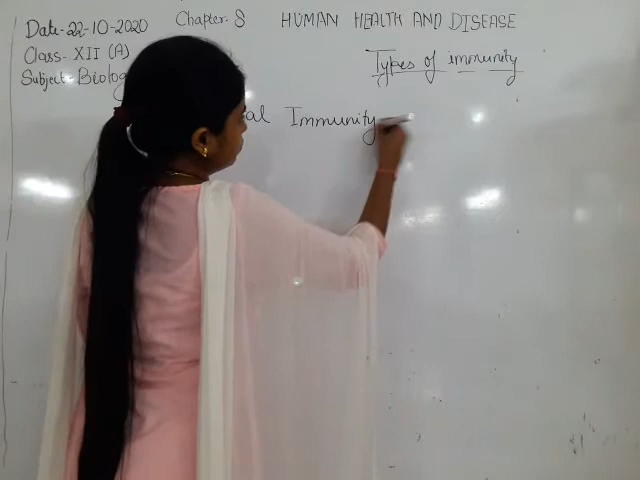 Date- 22-10-2020 Chapter-8 HUMAN HEALTH AND DISEASE
Class- XII (A) Types of immunity
Subject- Biolog
al Immunity